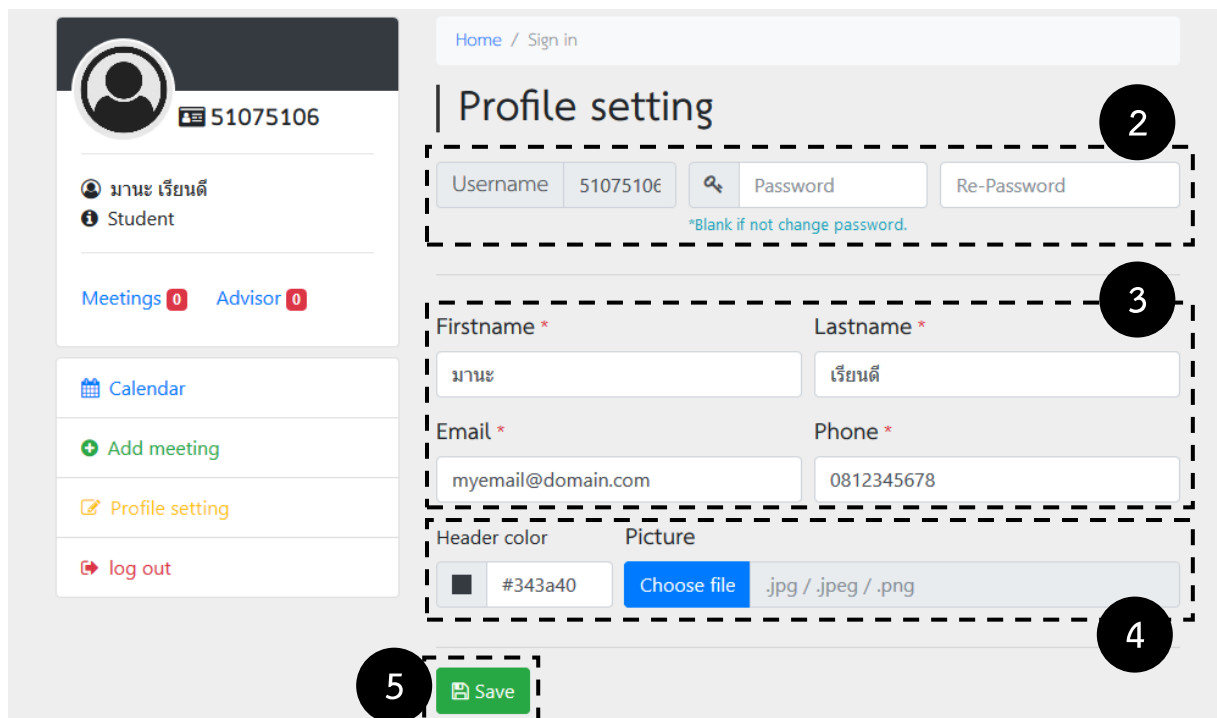 51075106
มานะ เรียนดี
Student
Meetings 0 Advisor 0
Calendar
Add meeting
Profile setting
log out
Home / Sign in
Profile setting
2
Username 51075106 Password Re-Password
*Blank if not change password.
3
Firstname * Lastname *
มานะ เรียนดี
Email * Phone *
myemail@domain.com 0812345678
Header color Picture
#343a40 Choose file .jpg / .jpeg / .png
4
5 Save